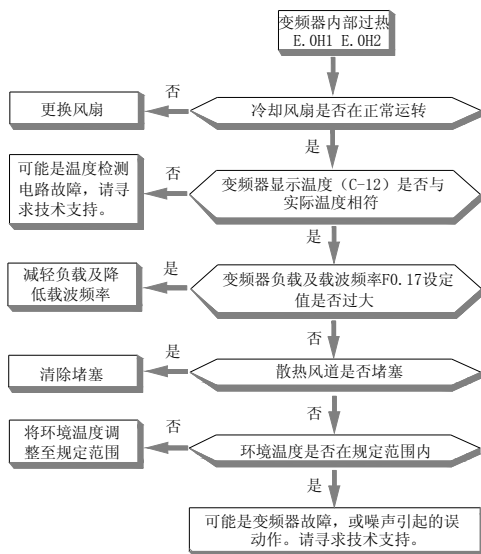 变频器内部过热
E.OH1 E.OH2
否
更换风扇
冷却风扇是否在正常运转
是
可能是温度检测
电路故障，请寻
求技术支持。
否
变频器显示温度（C-12）是否与
实际温度相符
是
减轻负载及降
低载波频率
是
变频器负载及载波频率F0.17设定
值是否过大
否
是
清除堵塞
散热风道是否堵塞
否
将环境温度调
整至规定范围
否
环境温度是否在规定范围内
是
可能是变频器故障，或噪声引起的误
动作。请寻求技术支持。